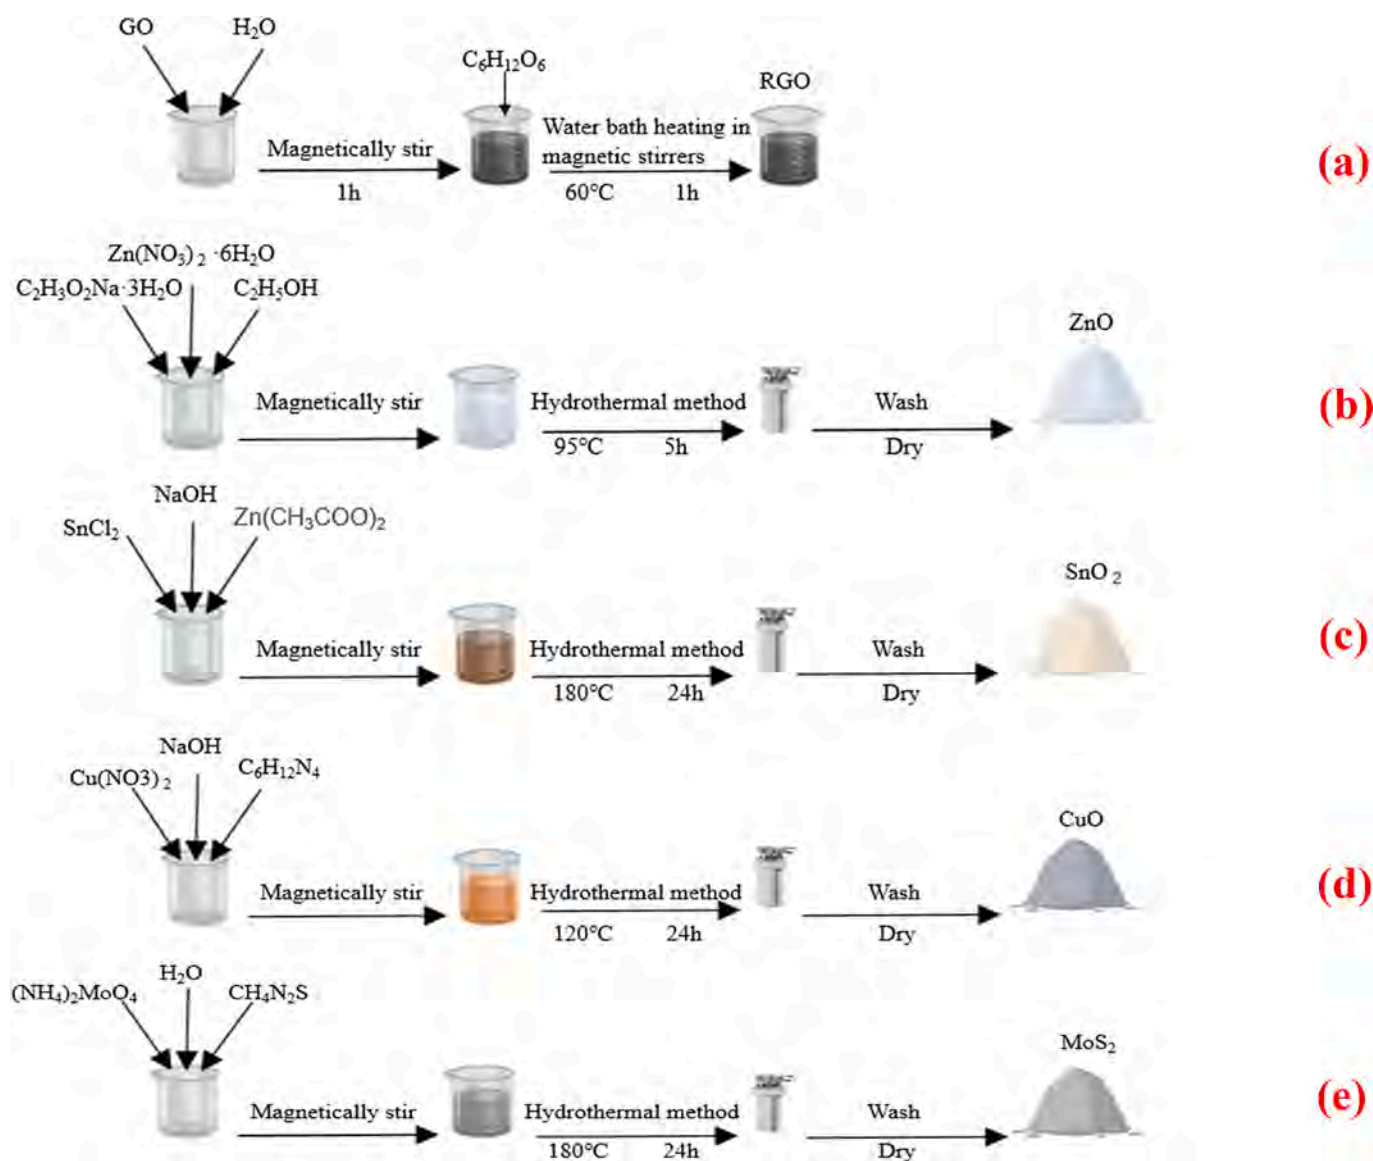 GO H₂O
C₆H₁₂O₆
RGO
Magnetically stir
1h
Water bath heating in
magnetic stirrers
60°C 1h
(a)
Zn(NO₃)₂ ·6H₂O
C₂H₃O₂Na·3H₂O C₂H₅OH
ZnO
Magnetically stir
Hydrothermal method
95°C 5h
Wash
Dry
(b)
NaOH
SnCl₂ Zn(CH₃COO)₂
SnO₂
Magnetically stir
Hydrothermal method
180°C 24h
Wash
Dry
(c)
NaOH
Cu(NO3)₂ C₆H₁₂N₄
CuO
Magnetically stir
Hydrothermal method
120°C 24h
Wash
Dry
(d)
H₂O
(NH₄)₂MoO₄ CH₄N₂S
MoS₂
Magnetically stir
Hydrothermal method
180°C 24h
Wash
Dry
(e)